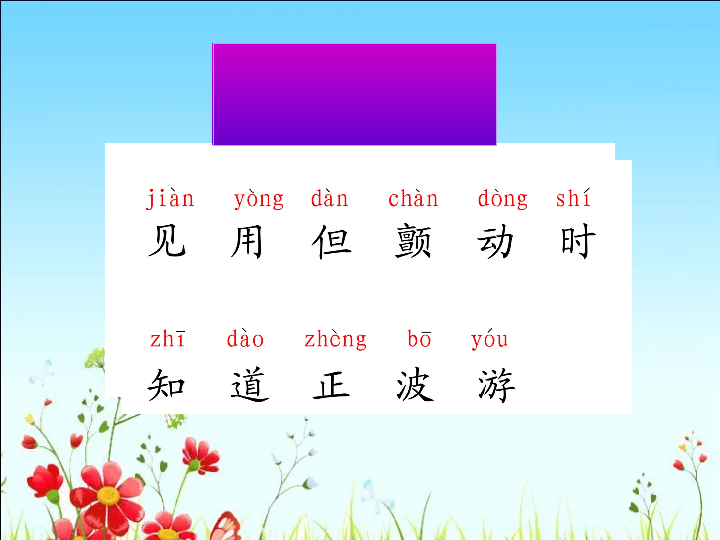 jiàn yòng dàn chàn dòng shí
见 用 但 颤 动 时
zhī dào zhèng bō yóu
知 道 正 波 游